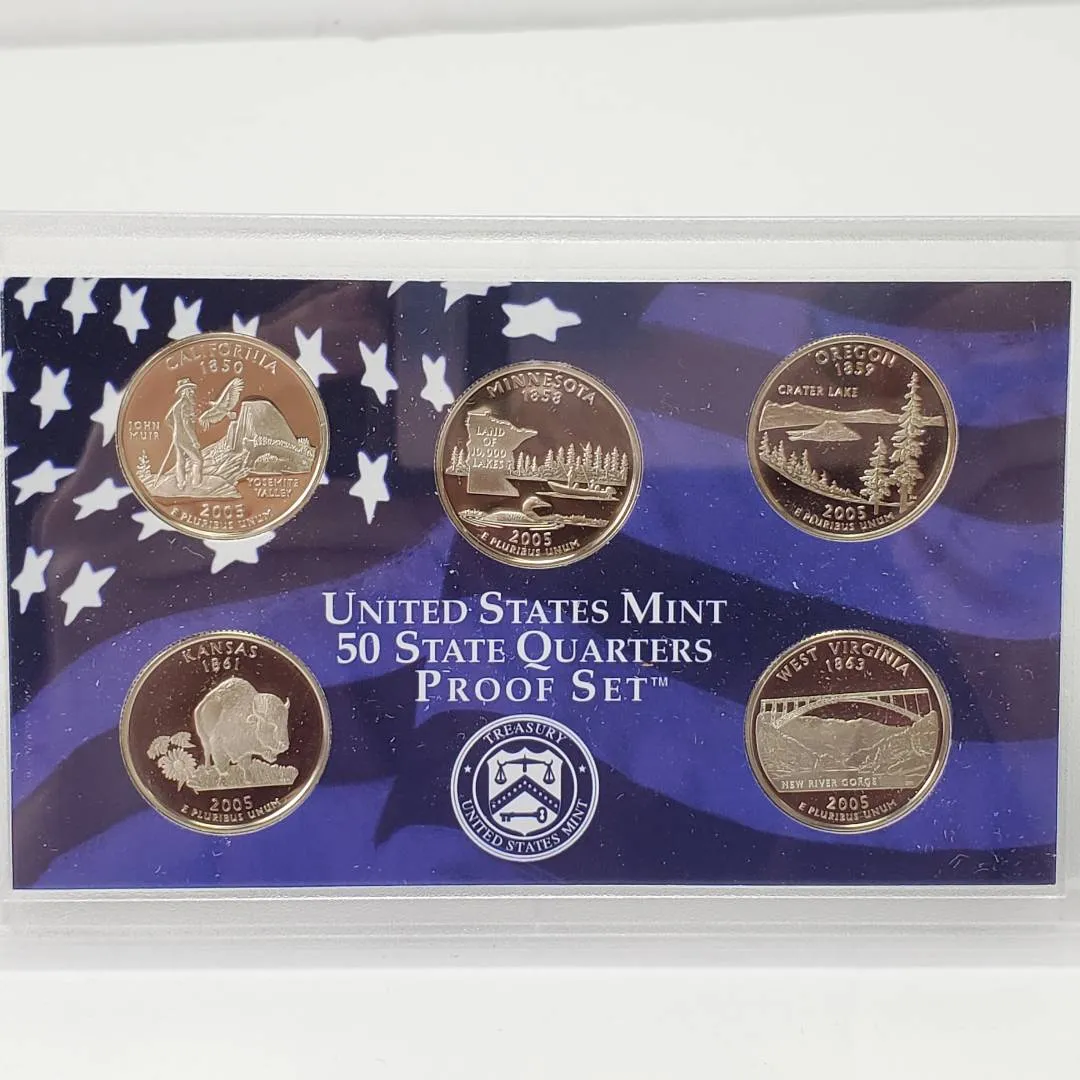 CALIFORNIA
1850
JOHN
MUIR
YOSEMITE
VALLEY
2005
E PLURIBUS UNUM
MINNESOTA
1858
LAND
OF
10,000
LAKES
2005
E PLURIBUS UNUM
OREGON
1859
CRATER LAKE
2005
E PLURIBUS UNUM
UNITED STATES MINT
50 STATE QUARTERS
PROOF SET™
KANSAS
1861
2005
E PLURIBUS UNUM
TREASURY
UNITED STATES MINT
WEST VIRGINIA
1863
NEW RIVER GORGE
2005
E PLURIBUS UNUM